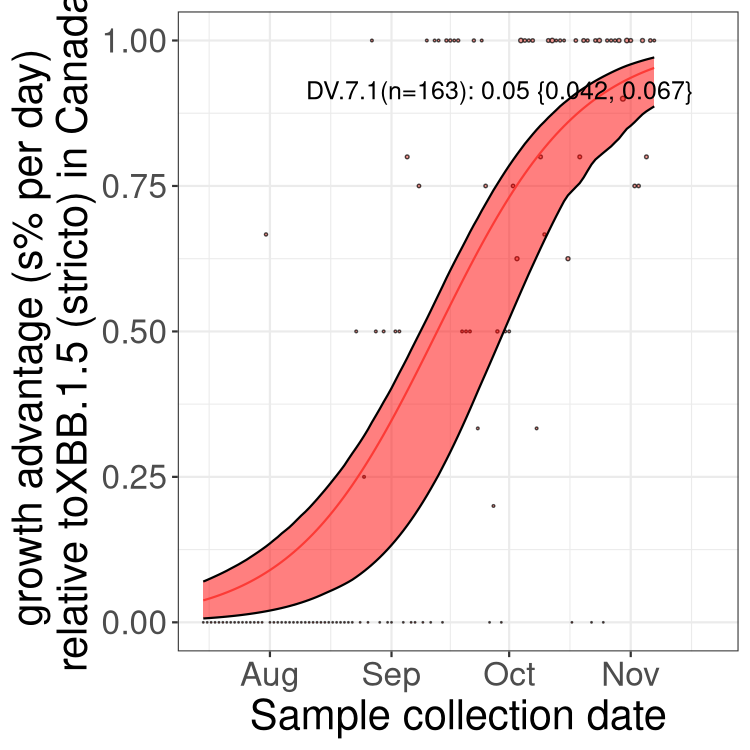 growth advantage (s% per day)
relative toXBB.1.5 (stricto) in Canada
1.00
0.75
0.50
0.25
0.00
DV.7.1(n=163): 0.05 {0.042, 0.067}
Aug Sep Oct Nov
Sample collection date